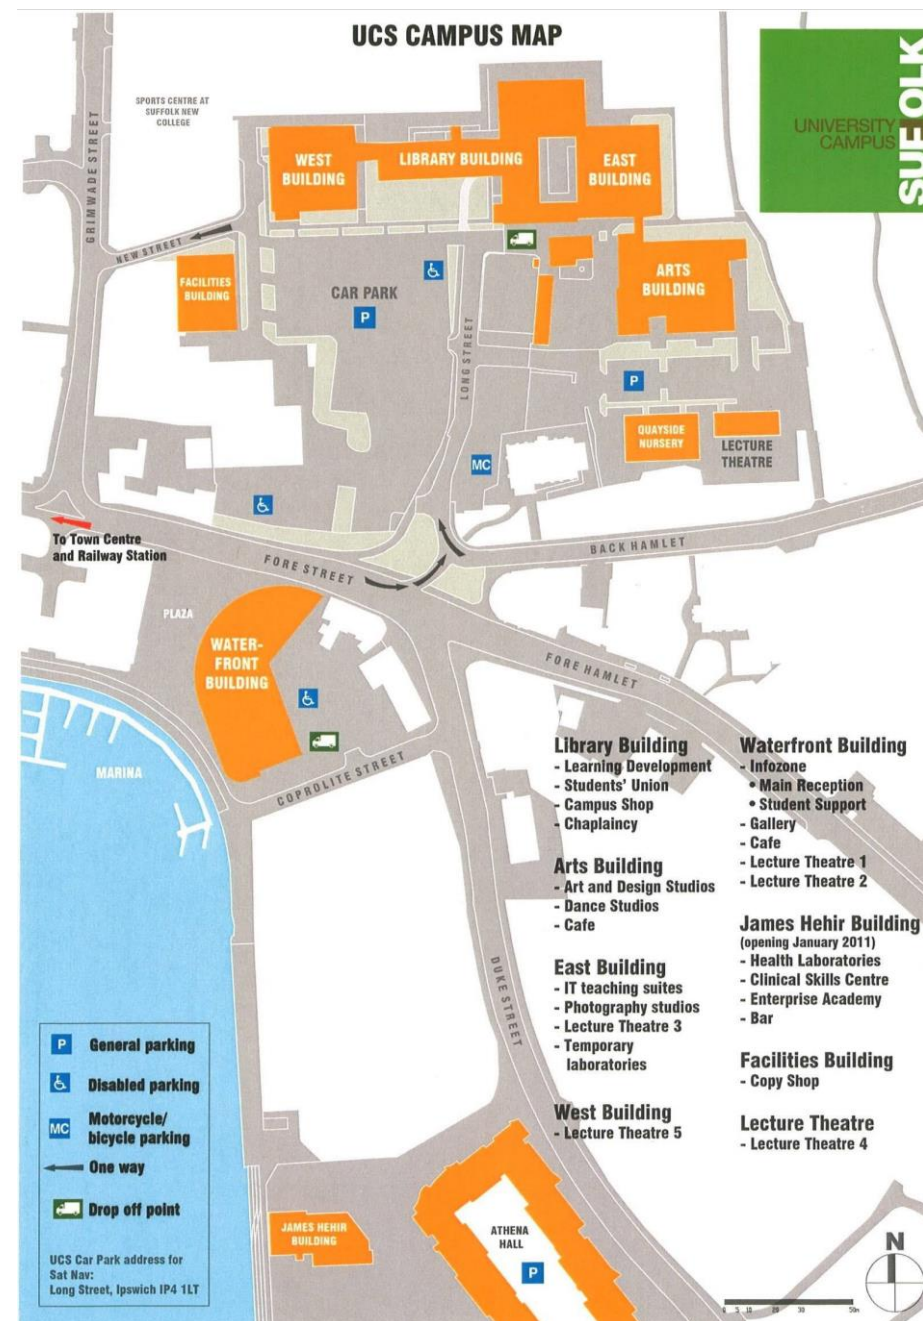 UCS CAMPUS MAP
UNIVERSITY
CAMPUS
SUFFOLK
SPORTS CENTRE AT
SUFFOLK NEW
COLLEGE
GRIMWADE STREET
WEST
BUILDING
LIBRARY BUILDING
EAST
BUILDING
NEW STREET
FACILITIES
BUILDING
CAR PARK
P
ARTS
BUILDING
LONG STREET
P
QUAYSIDE
NURSERY
LECTURE
THEATRE
MC
To Town Centre
and Railway Station
FORE STREET
BACK HAMLET
PLAZA
WATER-
FRONT
BUILDING
FORE HAMLET
MARINA
COPROLITE STREET
DUKE STREET
Library Building
- Learning Development
- Students' Union
- Campus Shop
- Chaplaincy
Arts Building
- Art and Design Studios
- Dance Studios
- Cafe
East Building
- IT teaching suites
- Photography studios
- Lecture Theatre 3
- Temporary
laboratories
West Building
- Lecture Theatre 5
Waterfront Building
- Infozone
• Main Reception
• Student Support
- Gallery
- Cafe
- Lecture Theatre 1
- Lecture Theatre 2
James Hehir Building
(opening January 2011)
- Health Laboratories
- Clinical Skills Centre
- Enterprise Academy
- Bar
Facilities Building
- Copy Shop
Lecture Theatre
- Lecture Theatre 4
P General parking
Disabled parking
MC Motorcycle/
bicycle parking
One way
Drop off point
UCS Car Park address for
Sat Nav:
Long Street, Ipswich IP4 1LT
JAMES HEHIR
BUILDING
ATHENA
HALL
P
N
0 5 10 20 30 50m